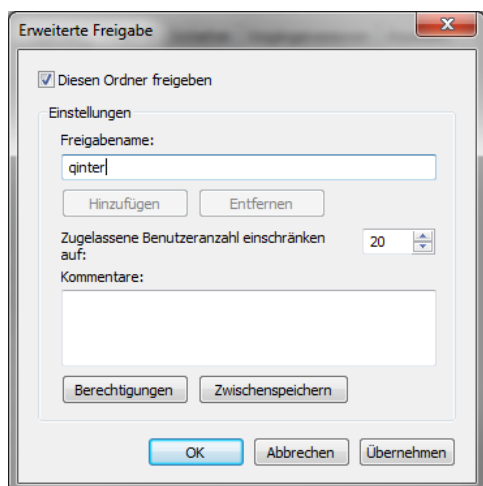 Erweiterte Freigabe
Diesen Ordner freigeben
Einstellungen
Freigabename:
qinter
Hinzufügen Entfernen
Zugelassene Benutzeranzahl einschränken
auf:
20
Kommentare:
Berechtigungen Zwischenspeichern
OK Abbrechen Übernehmen